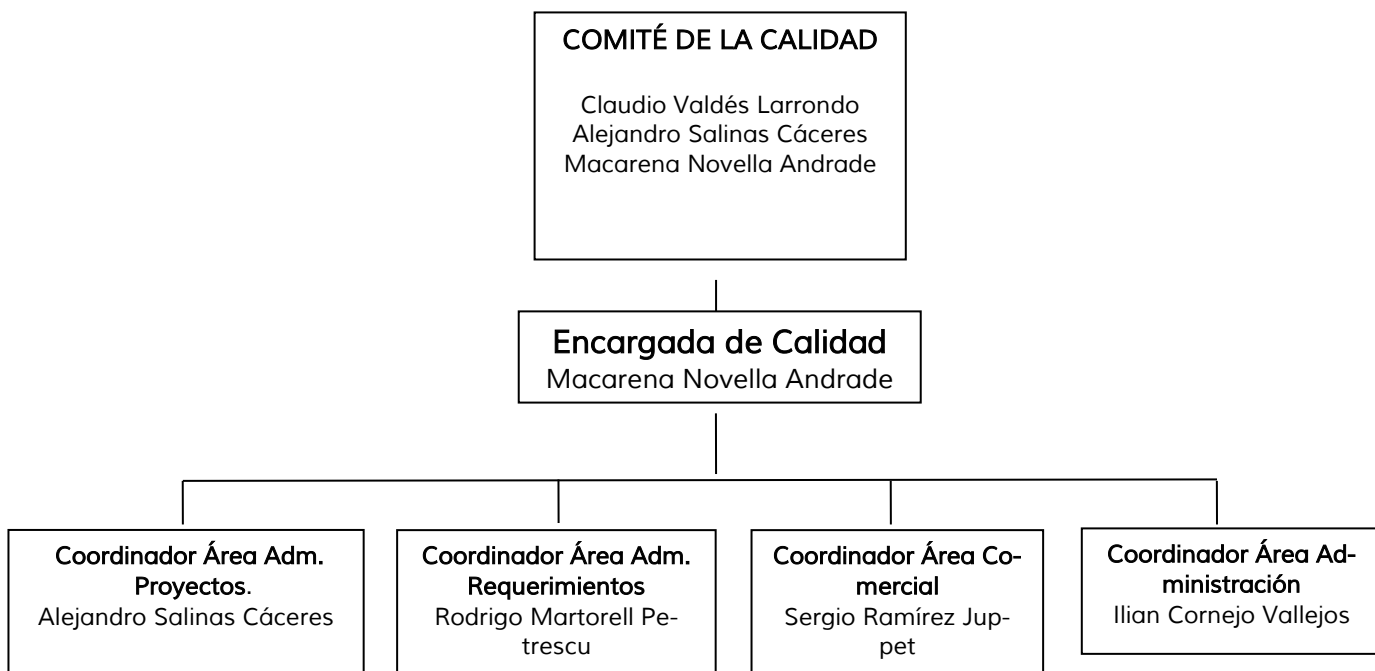 COMITÉ DE LA CALIDAD
Claudio Valdés Larrondo
Alejandro Salinas Cáceres
Macarena Novella Andrade
Encargada de Calidad
Macarena Novella Andrade
Coordinador Área Adm.
Proyectos.
Alejandro Salinas Cáceres
Coordinador Área Adm.
Requerimientos
Rodrigo Martorell Pe-
trescu
Coordinador Área Co-
mercial
Sergio Ramírez Jup-
pet
Coordinador Área Ad-
ministración
Ilian Cornejo Vallejos